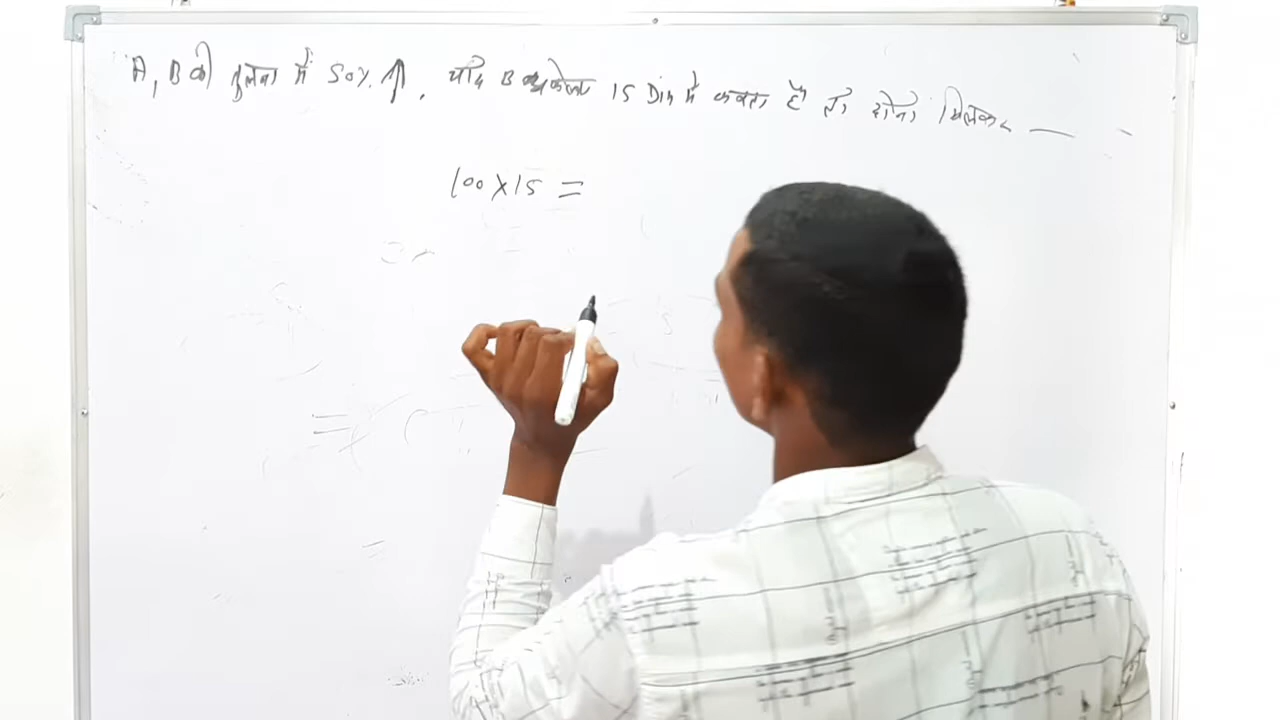 A, B की तुलना में 50% ↑, यदि B अकेला 15 Din में करता है तो दोनो मिलकर —
100 X 15 =